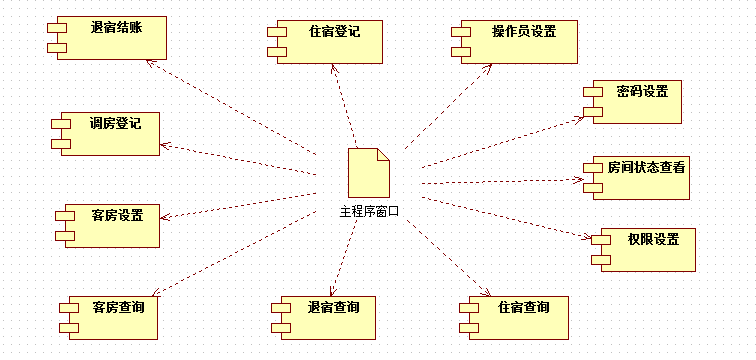 退宿结账
住宿登记
操作员设置
密码设置
调房登记
房间状态查看
主程序窗口
客房设置
权限设置
客房查询
退宿查询
住宿查询